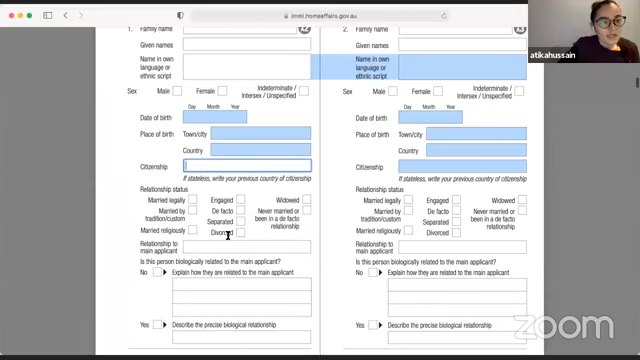 immi.homeaffairs.gov.au
atikahussain
1. Family name
Given names
Name in own
language or
ethnic script
Sex Male Female Indeterminate /
Intersex / Unspecified
Day Month Year
Date of birth
Place of birth Town/city
Country
Citizenship
If stateless, write your previous country of citizenship
Relationship status
Married legally Engaged Widowed
Married by
tradition/custom De facto Never married or
been in a de facto
relationship
Separated
Married religiously Divorced
Relationship to
main applicant
Is this person biologically related to the main applicant?
No Explain how they are related to the main applicant
Yes Describe the precise biological relationship
2. Family name
Given names
Name in own
language or
ethnic script
Sex Male Female Indeterminate /
Intersex / Unspecified
Day Month Year
Date of birth
Place of birth Town/city
Country
Citizenship
If stateless, write your previous country of citizenship
Relationship status
Married legally Engaged Widowed
Married by
tradition/custom De facto Never married or
been in a de facto
relationship
Separated
Married religiously Divorced
Relationship to
main applicant
Is this person biologically related to the main applicant?
No Explain how they are related to the main applicant
Yes Describe the precise biological relationship
zoom